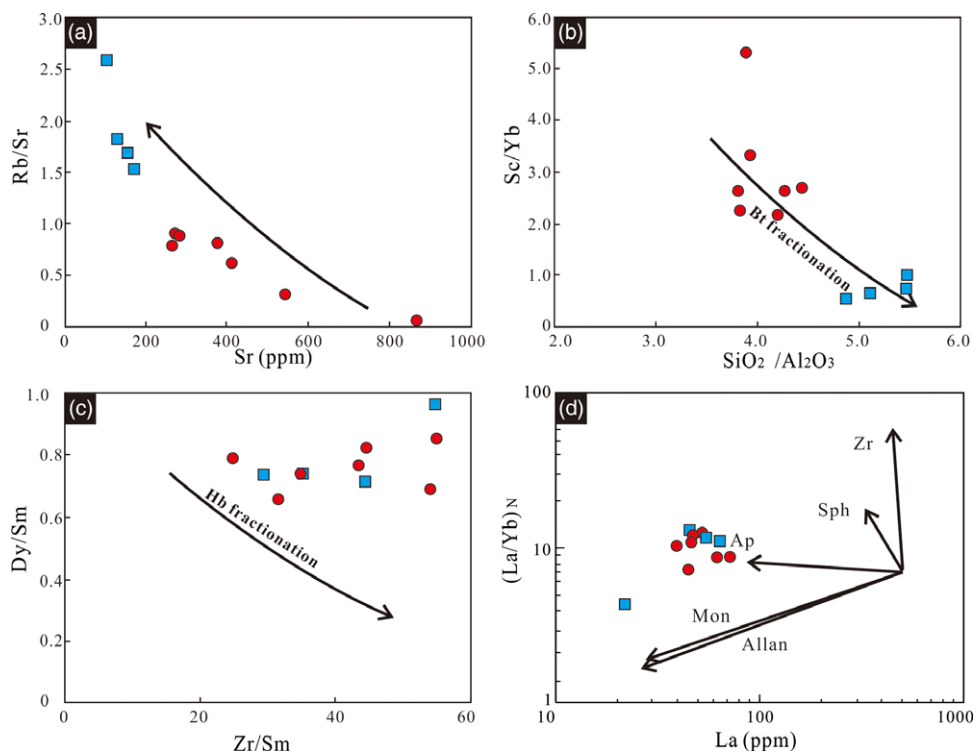 (a)
3.0
2.5
2.0
1.5
1.0
0.5
0
Rb/Sr
0 200 400 600 800 1000
Sr (ppm)
(b)
6.0
5.0
4.0
3.0
2.0
1.0
0
Sc/Yb
Bt fractionation
2.0 3.0 4.0 5.0 6.0
SiO₂ /Al₂O₃
(c)
1.0
0.8
0.6
0.4
0.2
0
Dy/Sm
Hb fractionation
0 20 40 60
Zr/Sm
(d)
100
10
1
(La/Yb)N
Zr
Sph
Ap
Mon
Allan
10 100 1000
La (ppm)